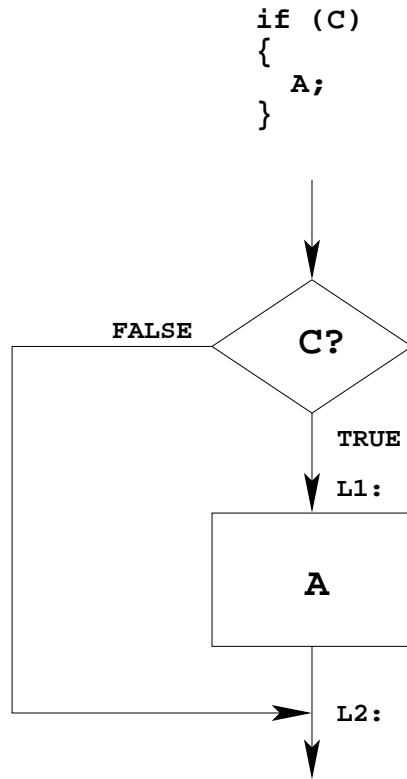 if (C)
{
  A;
}
FALSE
C?
TRUE
L1:
A
L2: